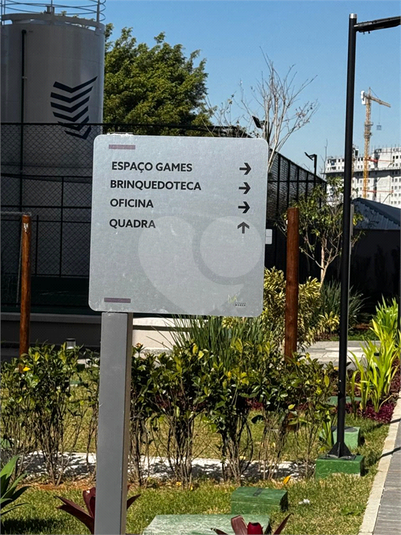 ESPAÇO GAMES →
BRINQUEDOTECA →
OFICINA →
QUADRA ↑